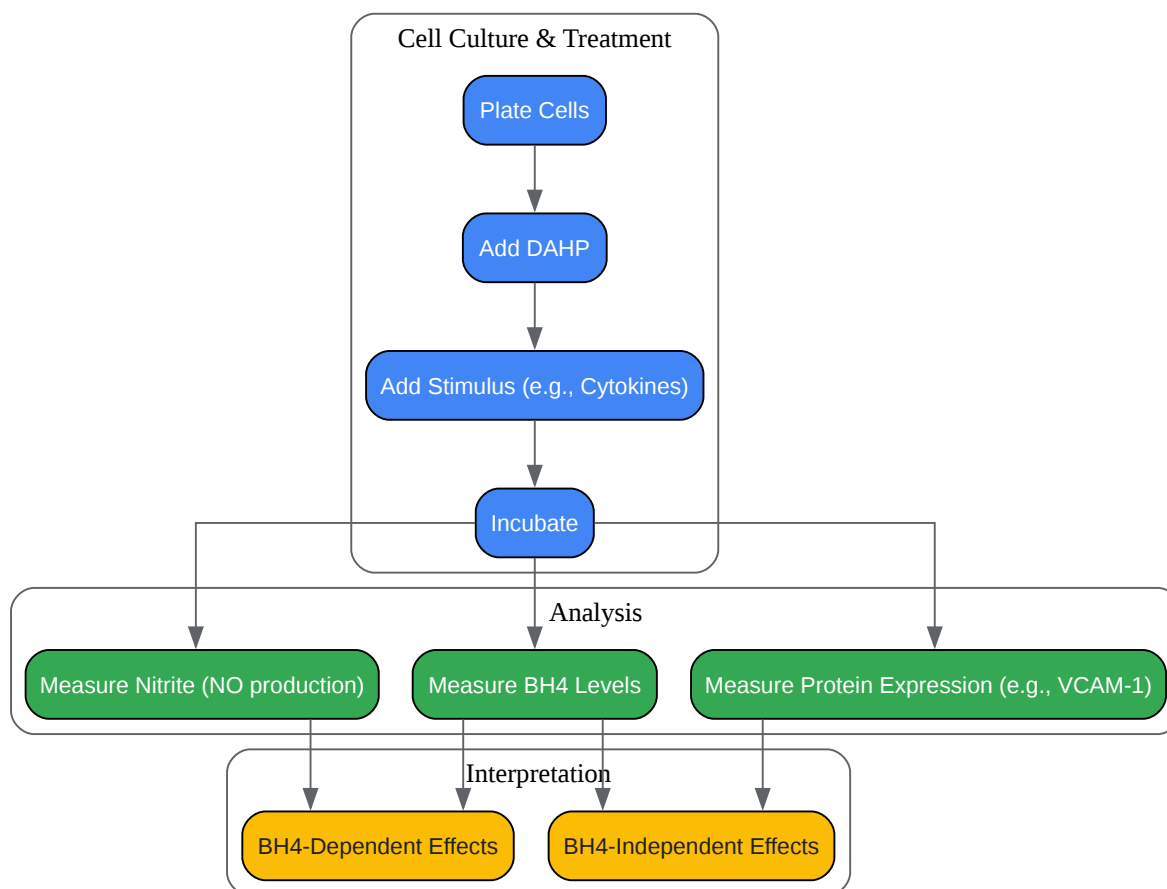 Cell Culture & Treatment
Plate Cells
Add DAHP
Add Stimulus (e.g., Cytokines)
Incubate
Analysis
Measure Nitrite (NO production)
Measure BH4 Levels
Measure Protein Expression (e.g., VCAM-1)
Interpretation
BH4-Dependent Effects
BH4-Independent Effects